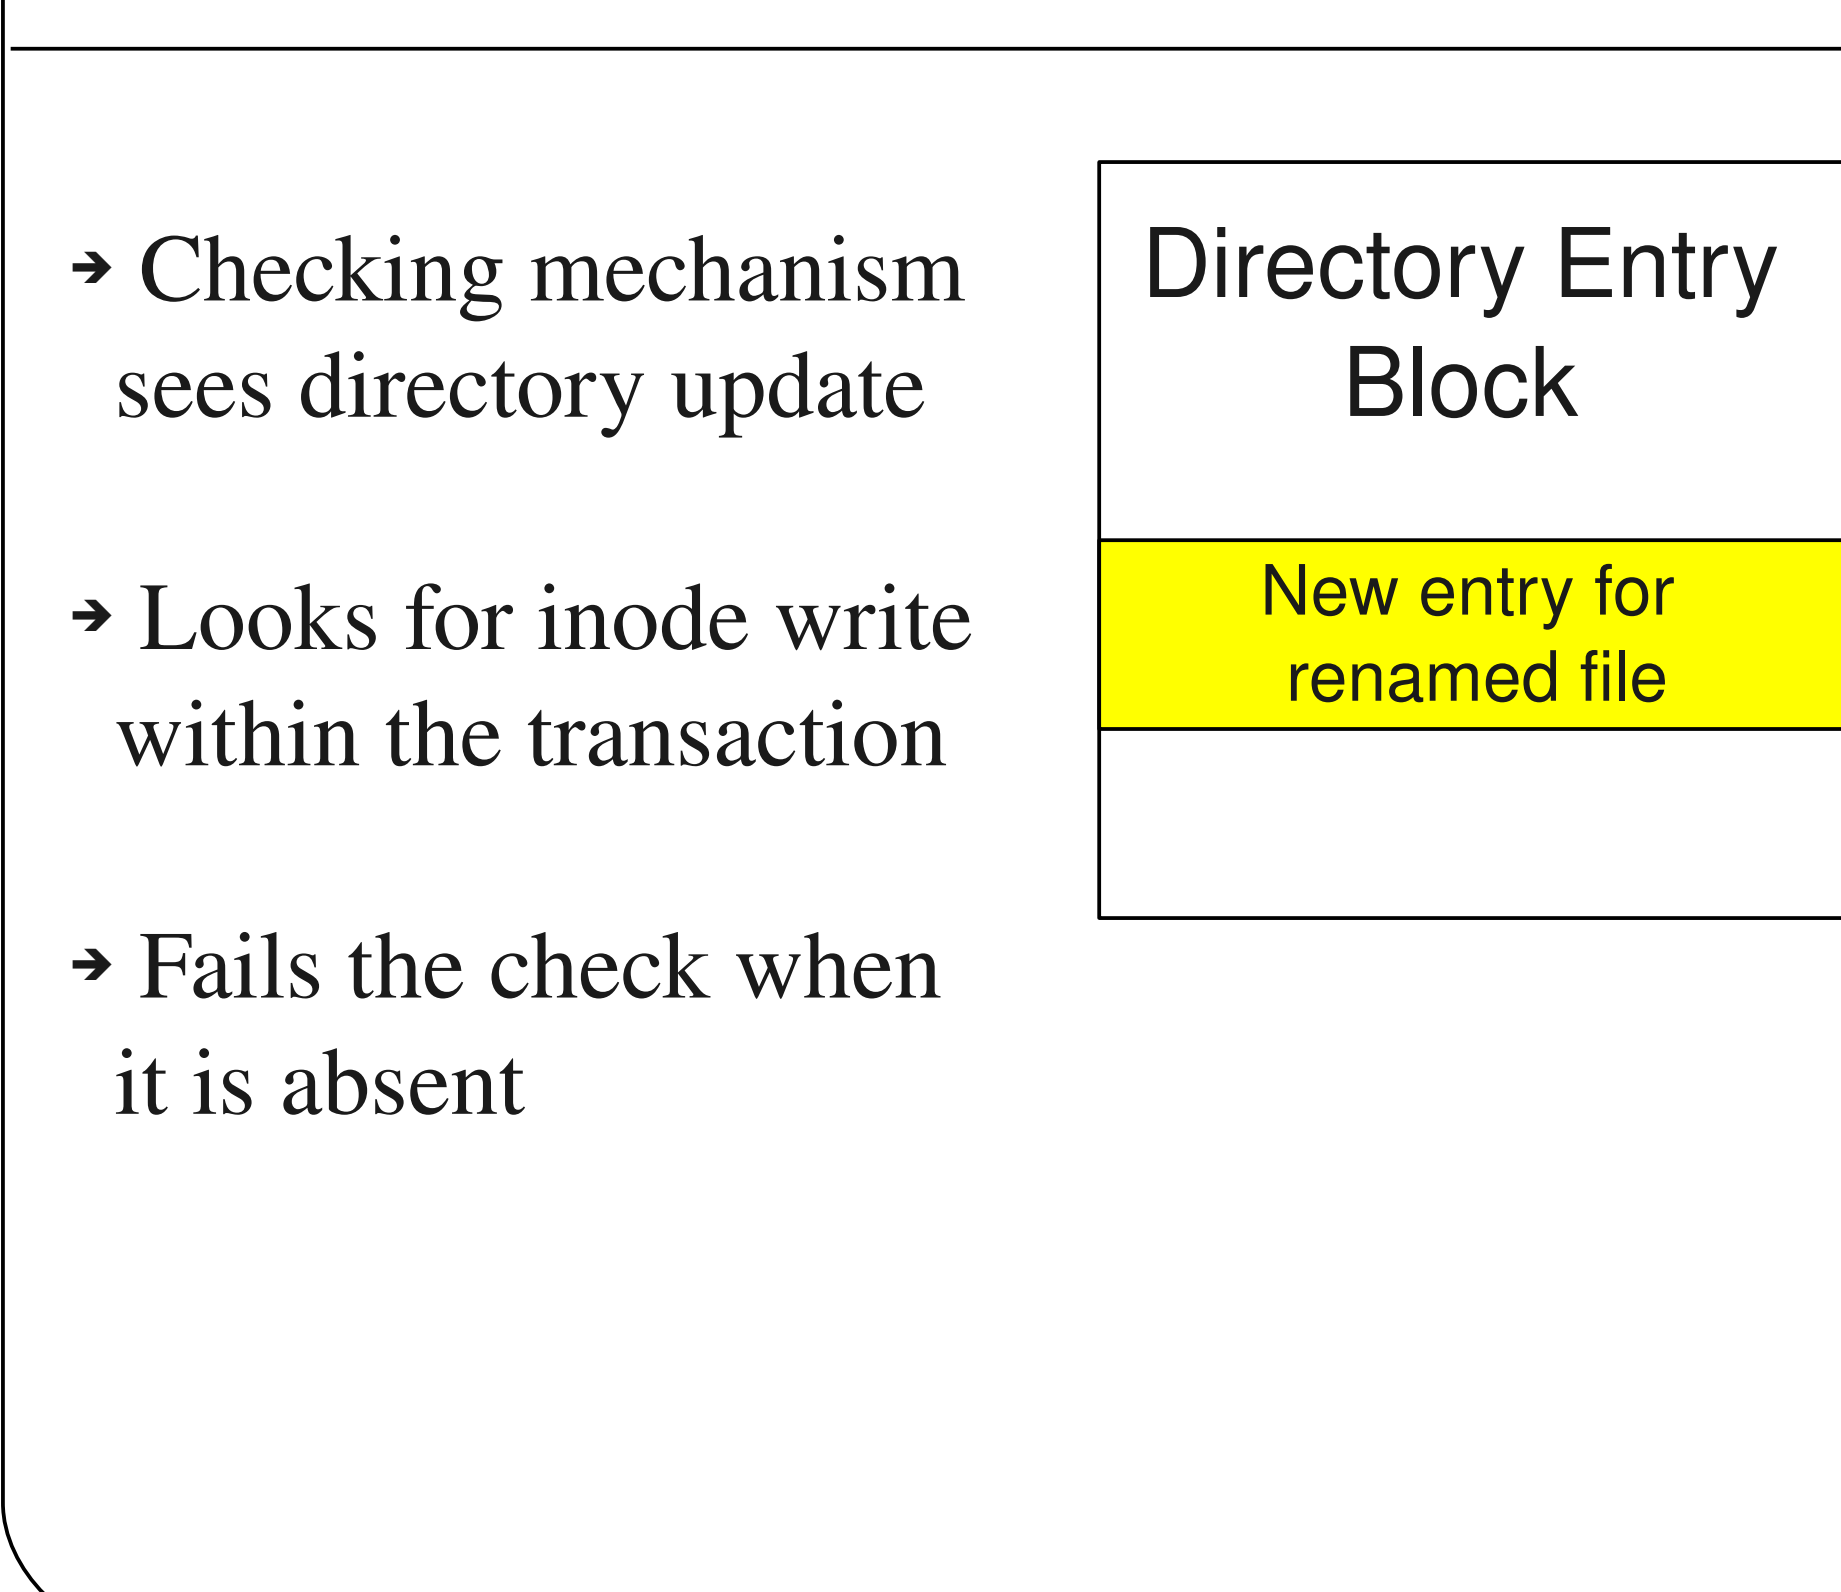 ➔ Checking mechanism
sees directory update
➔ Looks for inode write
within the transaction
➔ Fails the check when
it is absent
Directory Entry
Block
New entry for
renamed file